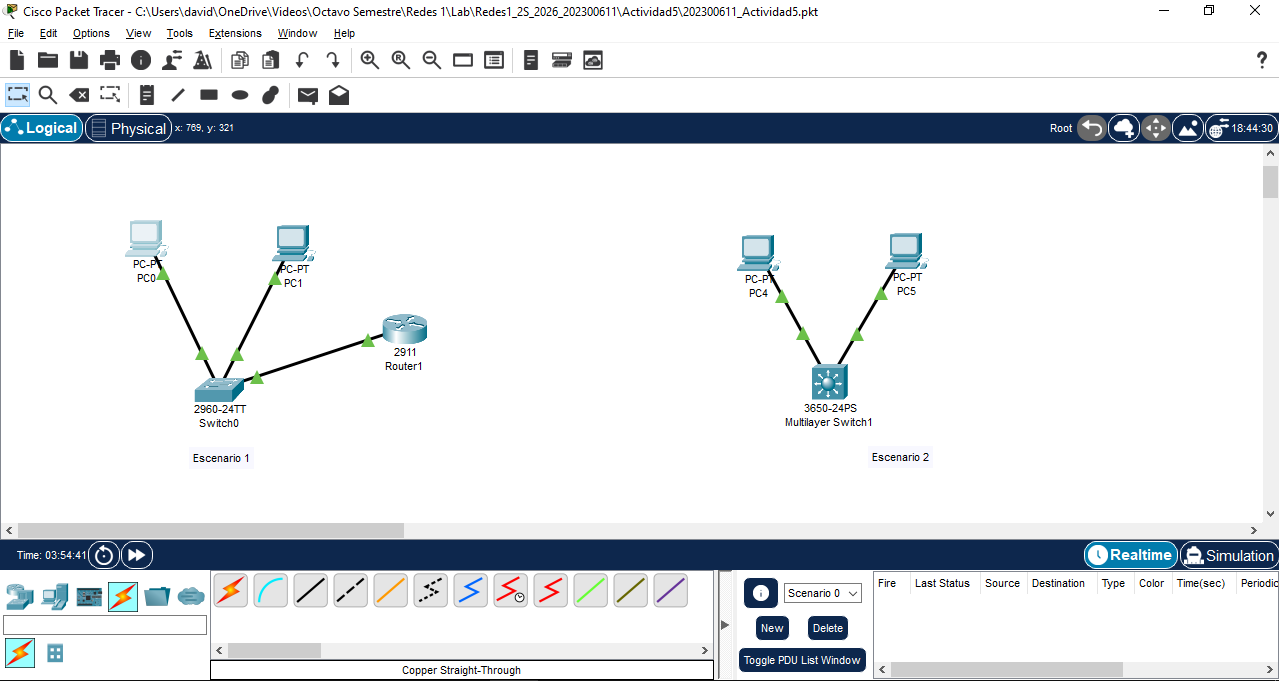 Cisco Packet Tracer - C:\Users\david\OneDrive\Videos\Octavo Semestre\Redes 1\Lab\Redes1_2S_2026_202300611\Actividad5\202300611_Actividad5.pkt
File Edit Options View Tools Extensions Window Help
?
Logical Physical x: 769, y: 321 Root 18:44:30
PC-PT
PC0
PC-PT
PC1
2911
Router1
2960-24TT
Switch0
Escenario 1
PC-PT
PC4
PC-PT
PC5
3650-24PS
Multilayer Switch1
Escenario 2
Time: 03:54:41 Realtime Simulation
Scenario 0
New Delete
Toggle PDU List Window
Fire Last Status Source Destination Type Color Time(sec) Periodic
Copper Straight-Through